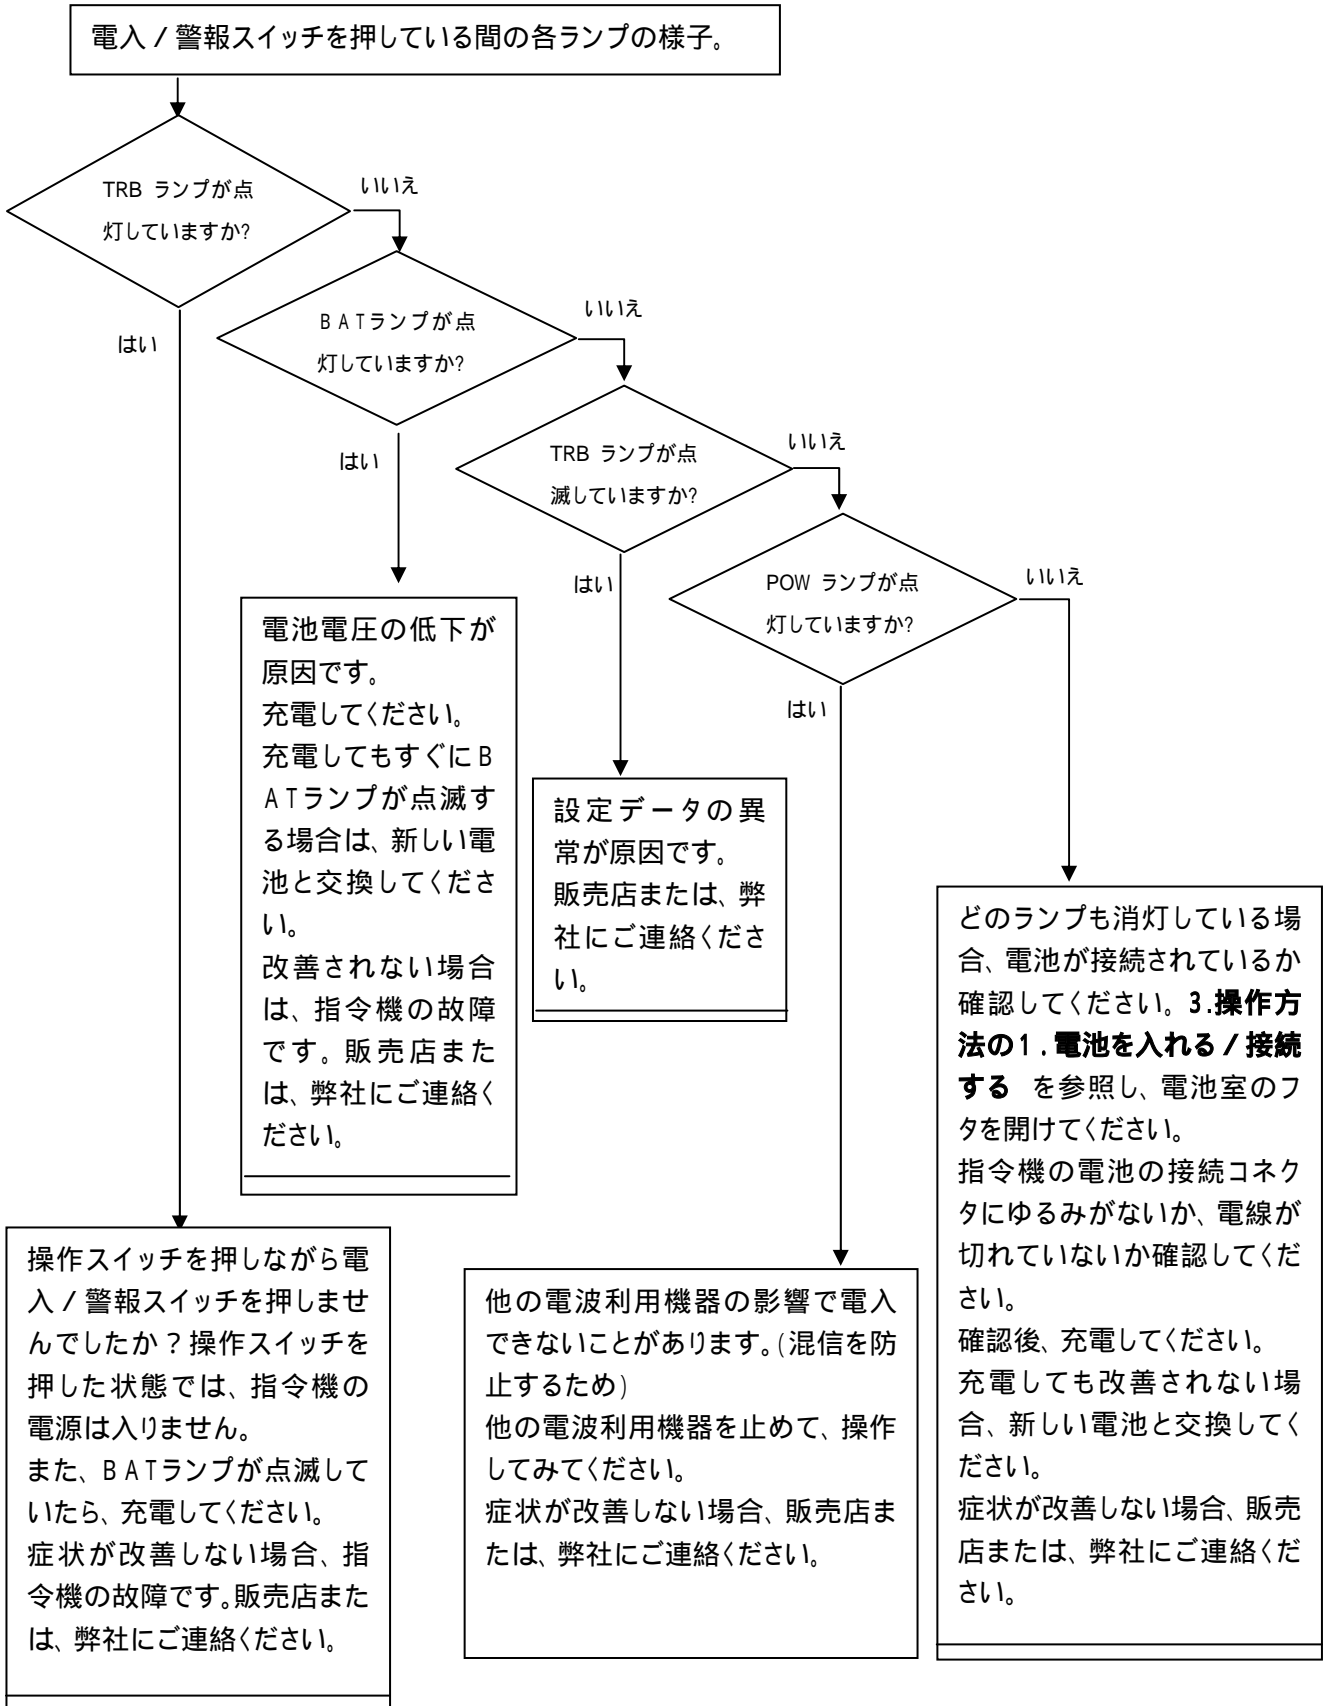 電入／警報スイッチを押している間の各ランプの様子。
TRB ランプが点
灯していますか?
いいえ
はい
ＢＡＴランプが点
灯していますか?
いいえ
はい
TRB ランプが点
滅していますか?
いいえ
はい
POW ランプが点
灯していますか?
いいえ
はい
電池電圧の低下が
原因です。
充電してください。
充電してもすぐにＢ
ＡＴランプが点滅す
る場合は、新しい電
池と交換してくださ
い。
改善されない場合
は、指令機の故障
です。販売店また
は、弊社にご連絡く
ださい。
設定データの異
常が原因です。
販売店または、弊
社にご連絡くださ
い。
どのランプも消灯している場
合、電池が接続されているか
確認してください。3.操作方
法の1．電池を入れる／接続
する　を参照し、電池室のフ
タを開けてください。
指令機の電池の接続コネク
タにゆるみがないか、電線が
切れていないか確認してくだ
さい。
確認後、充電してください。
充電しても改善されない場
合、新しい電池と交換してく
ださい。
症状が改善しない場合、販売
店または、弊社にご連絡くだ
さい。
操作スイッチを押しながら電
入／警報スイッチを押しませ
んでしたか？操作スイッチを
押した状態では、指令機の
電源は入りません。
また、ＢＡＴランプが点滅して
いたら、充電してください。
症状が改善しない場合、指
令機の故障です。販売店また
は、弊社にご連絡ください。
他の電波利用機器の影響で電入
できないことがあります。(混信を防
止するため)
他の電波利用機器を止めて、操作
してみてください。
症状が改善しない場合、販売店ま
たは、弊社にご連絡ください。